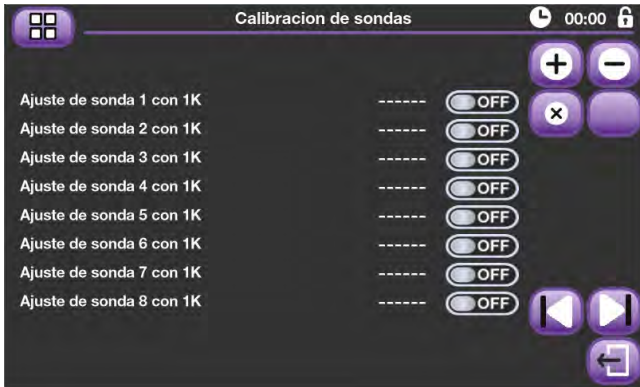 Calibracion de sondas 00:00
Ajuste de sonda 1 con 1K ------ OFF
Ajuste de sonda 2 con 1K ------ OFF
Ajuste de sonda 3 con 1K ------ OFF
Ajuste de sonda 4 con 1K ------ OFF
Ajuste de sonda 5 con 1K ------ OFF
Ajuste de sonda 6 con 1K ------ OFF
Ajuste de sonda 7 con 1K ------ OFF
Ajuste de sonda 8 con 1K ------ OFF